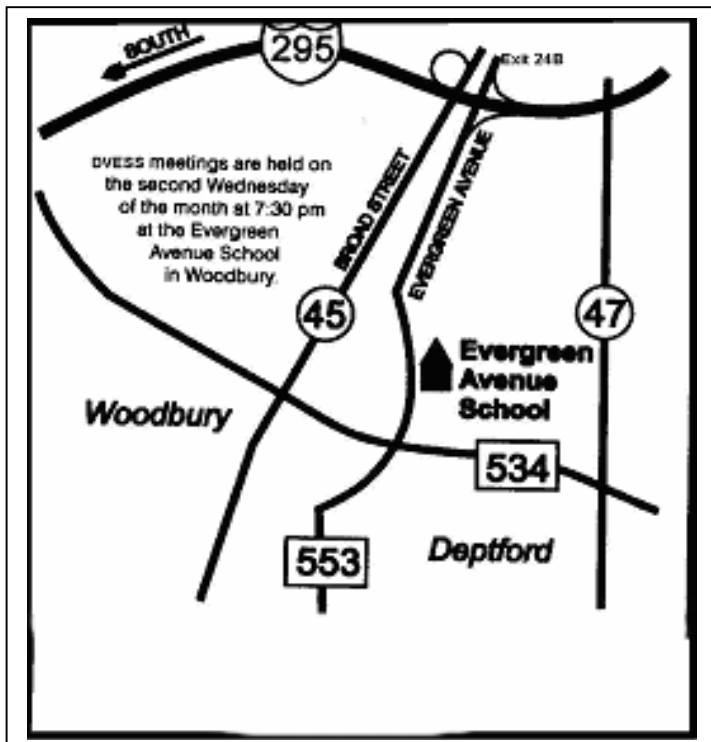 SOUTH
295
Exit 24B
DVESS meetings are held on
the second Wednesday
of the month at 7:30 pm
at the Evergreen
Avenue School
in Woodbury.
BROAD STREET
EVERGREEN AVENUE
45
47
Evergreen
Avenue
School
Woodbury
534
553
Deptford